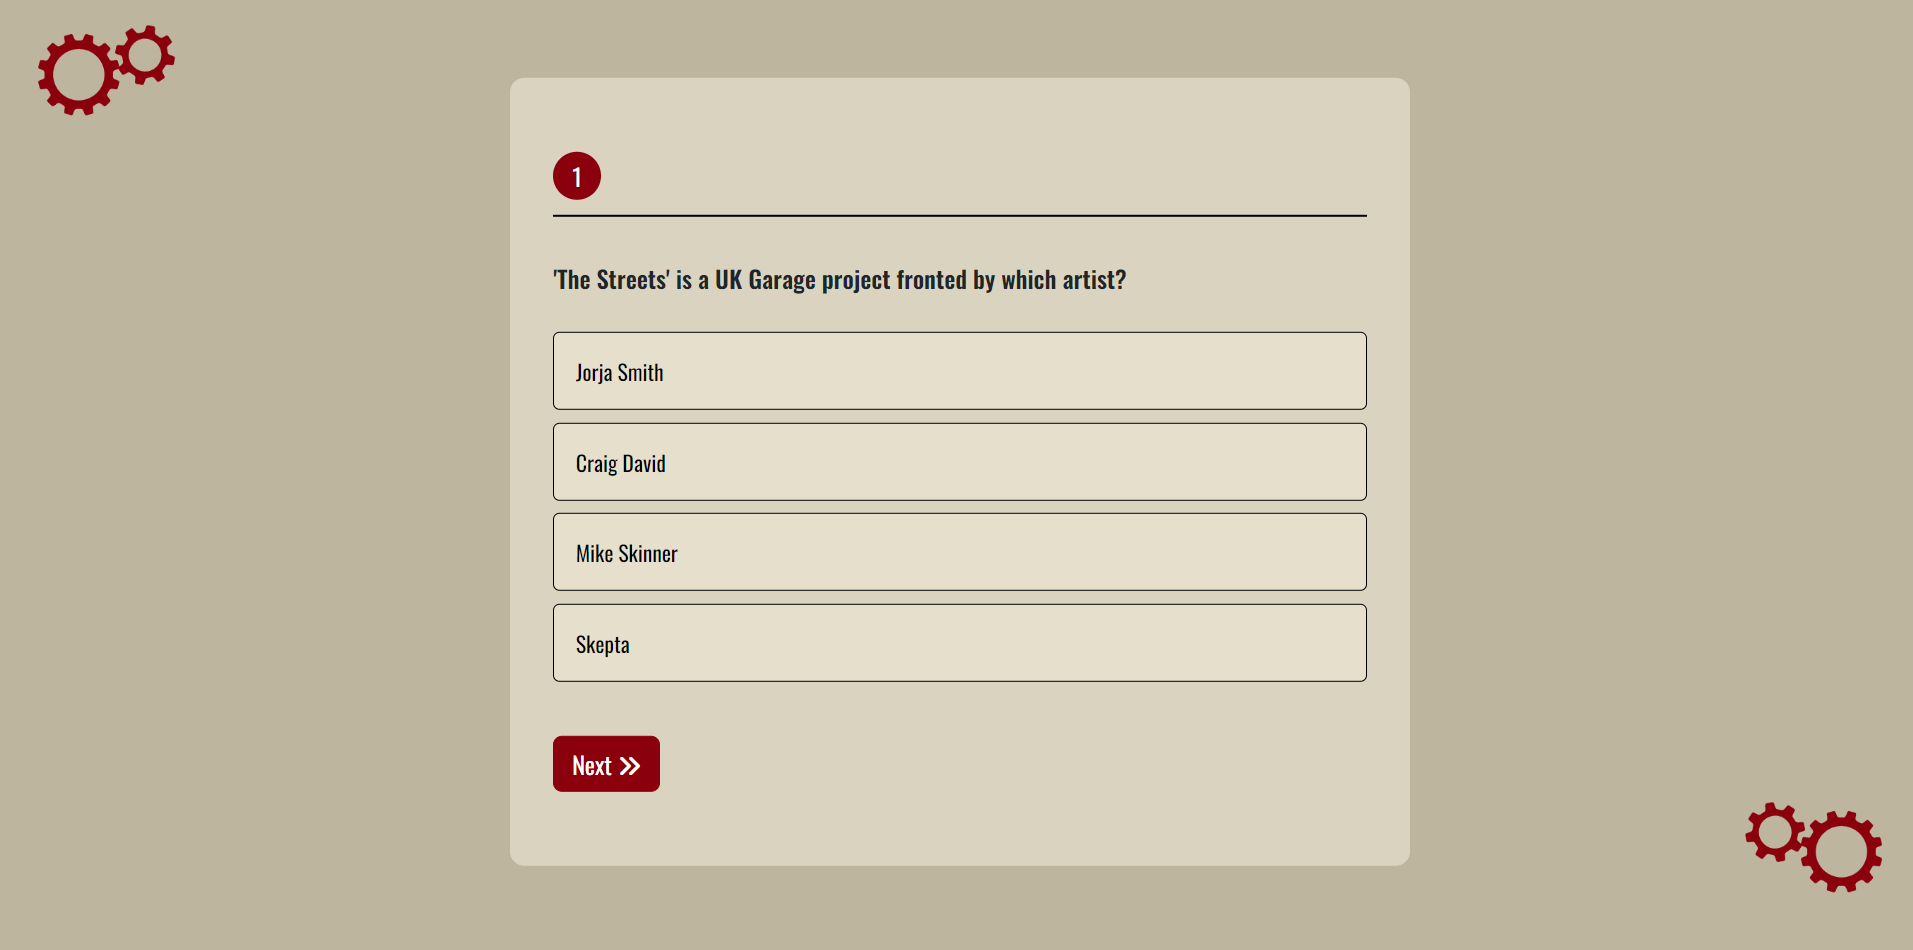 1
'The Streets' is a UK Garage project fronted by which artist?
Jorja Smith
Craig David
Mike Skinner
Skepta
Next